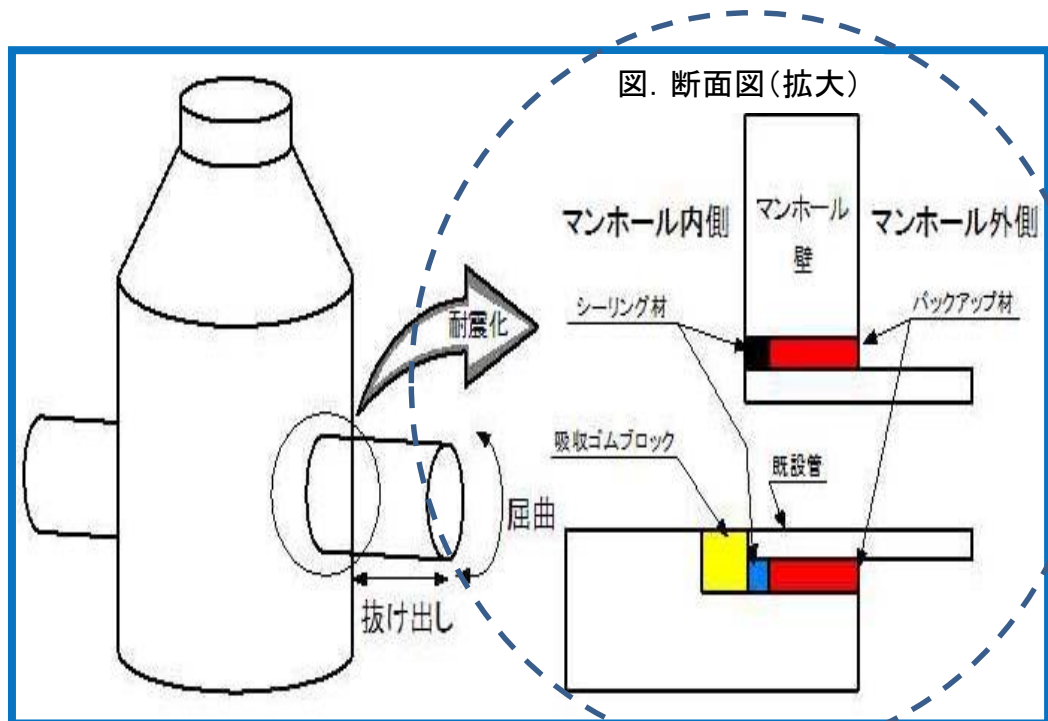 図. 断面図(拡大)
マンホール内側
マンホール
壁
マンホール外側
シーリング材
バックアップ材
耐震化
吸収ゴムブロック
既設管
屈曲
抜け出し